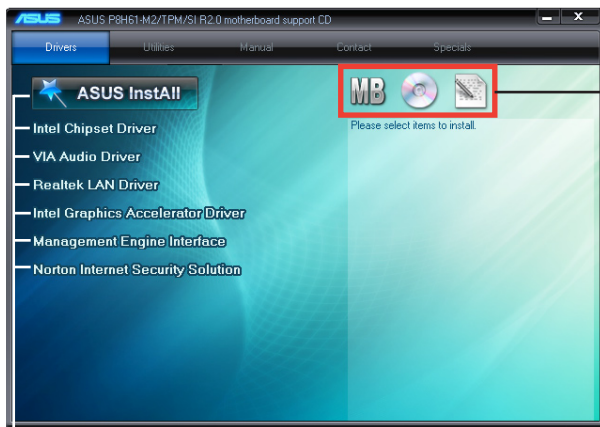 ASUS ASUS P8H61-M2/TPM/SI R2.0 motherboard support CD
Drivers Utilities Manual Contact Specials
ASUS InstAll
MB
Please select items to install.
Intel Chipset Driver
VIA Audio Driver
Realtek LAN Driver
Intel Graphics Accelerator Driver
Management Engine Interface
Norton Internet Security Solution